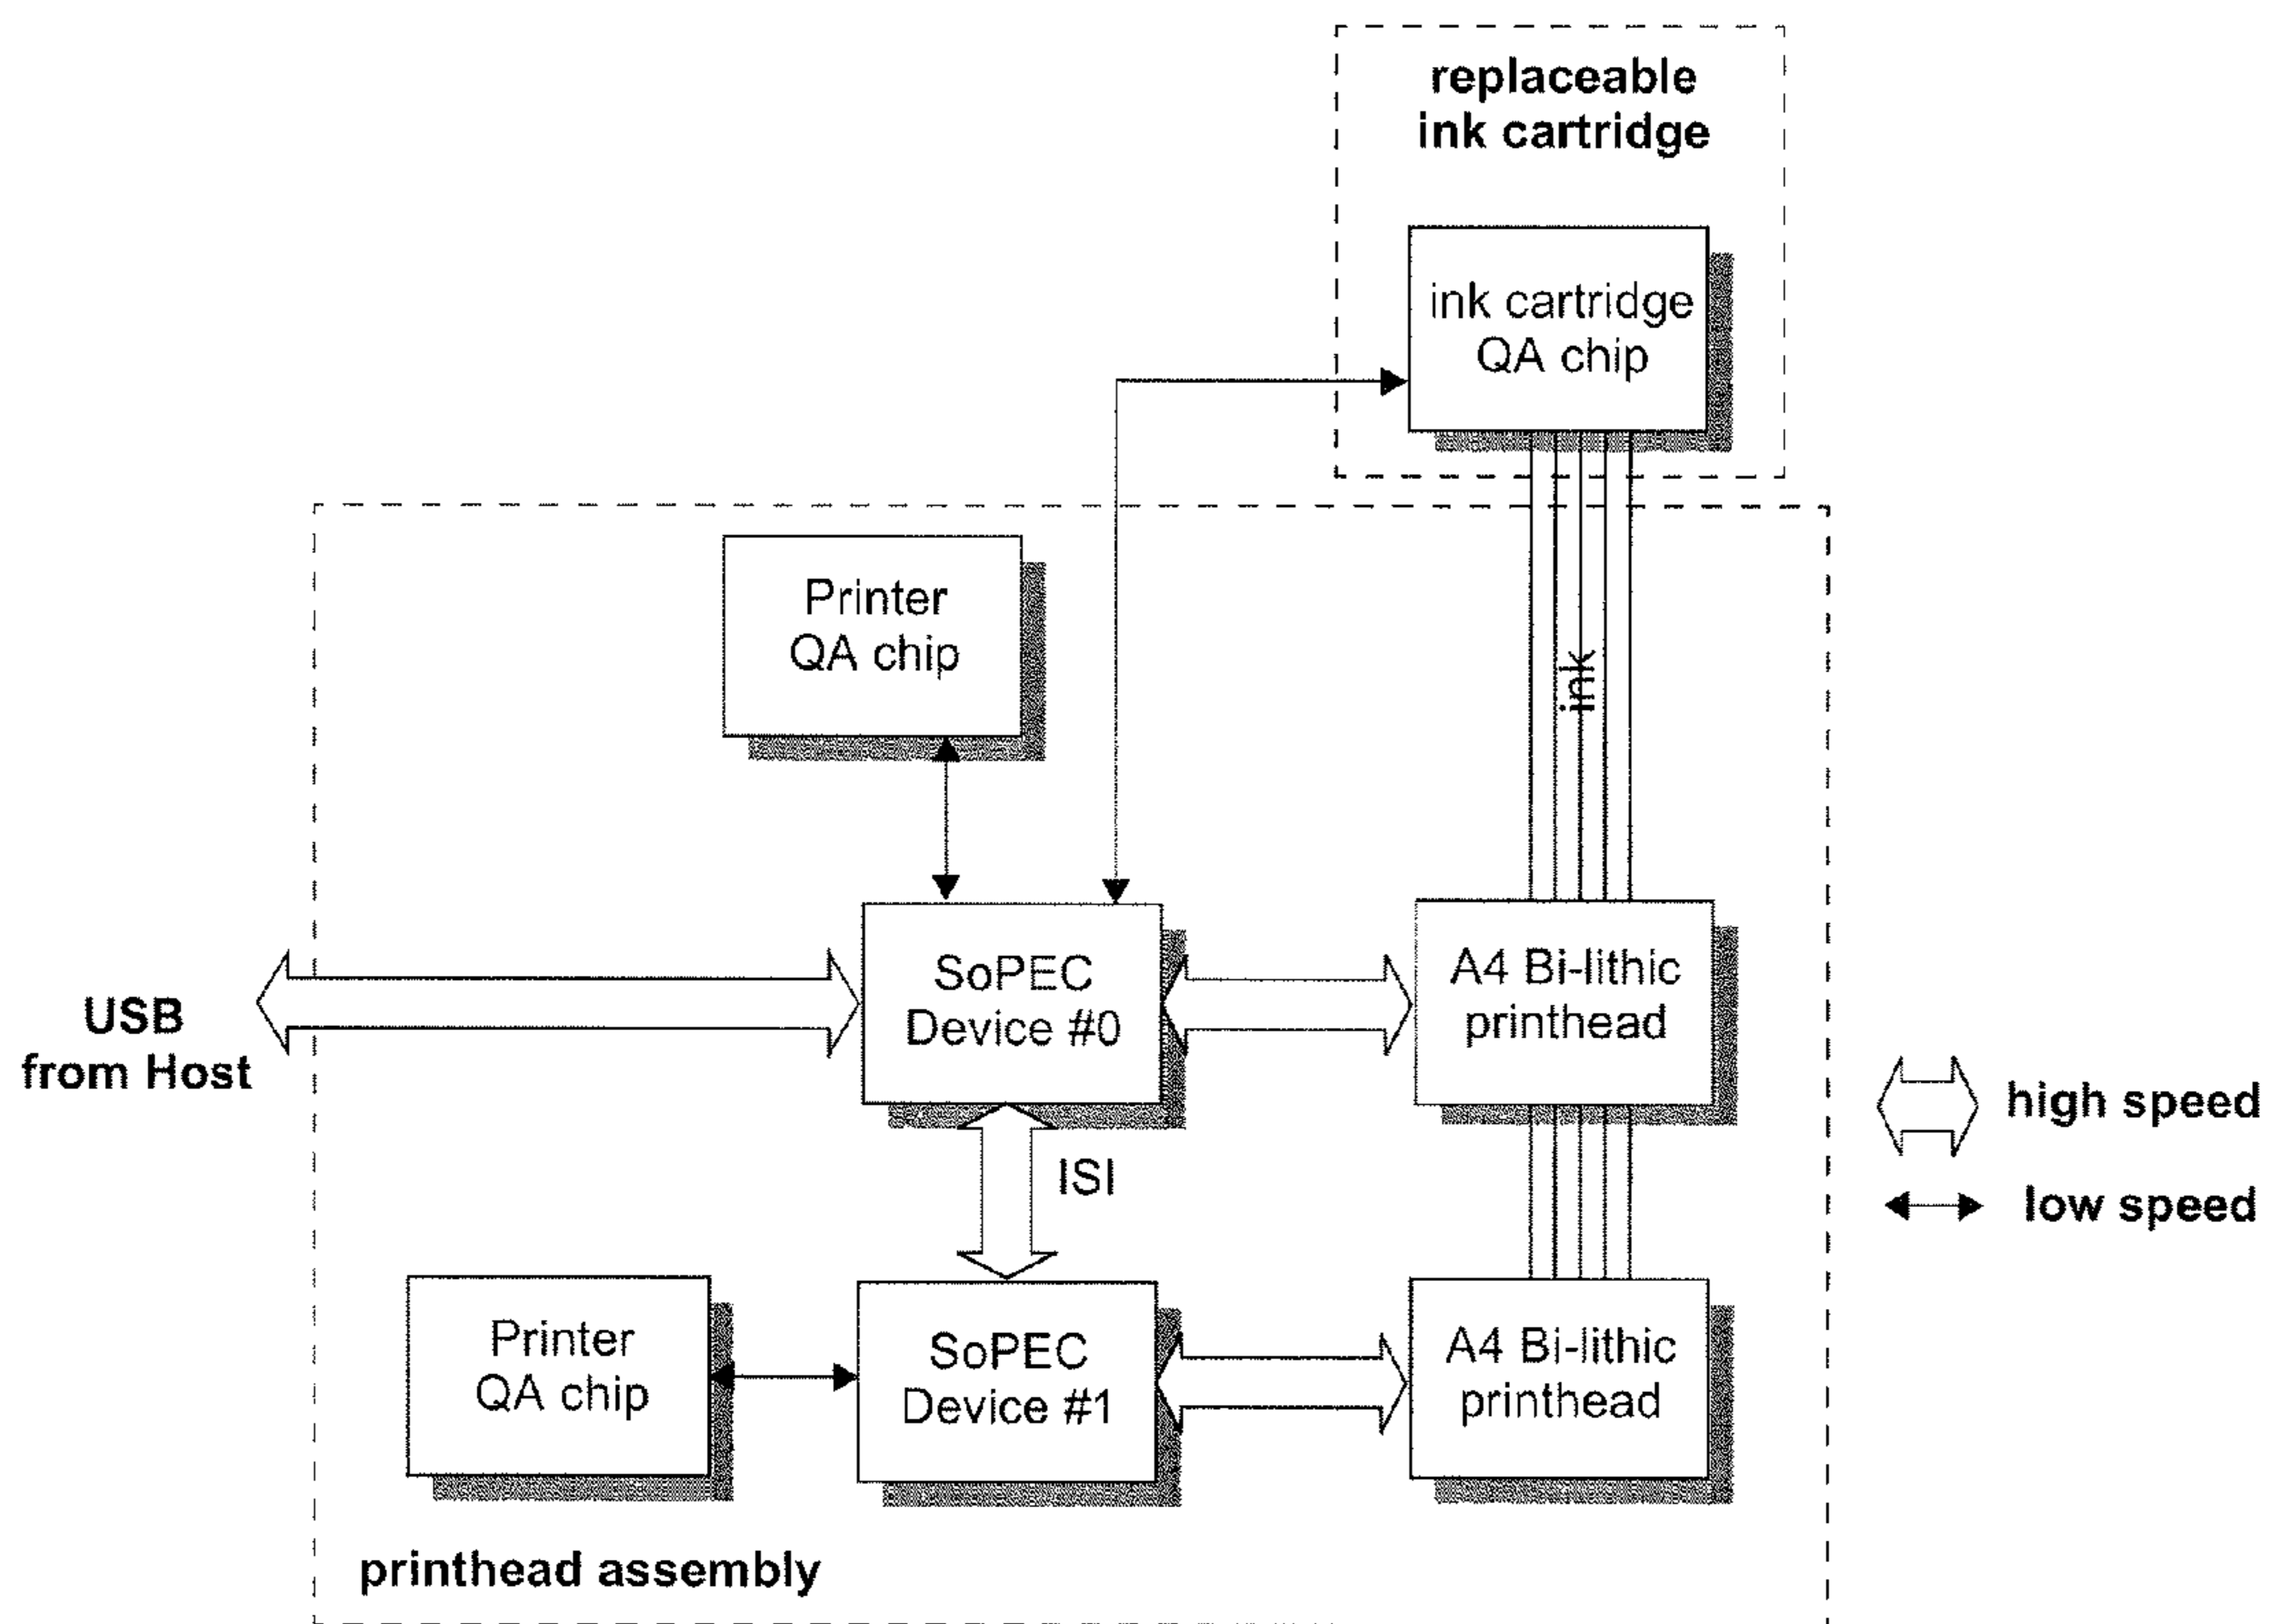 replaceable
ink cartridge
ink cartridge
QA chip
Printer
QA chip
ink
USB
from Host
SoPEC
Device #0
A4 Bi-lithic
printhead
high speed
low speed
ISI
Printer
QA chip
SoPEC
Device #1
A4 Bi-lithic
printhead
printhead assembly